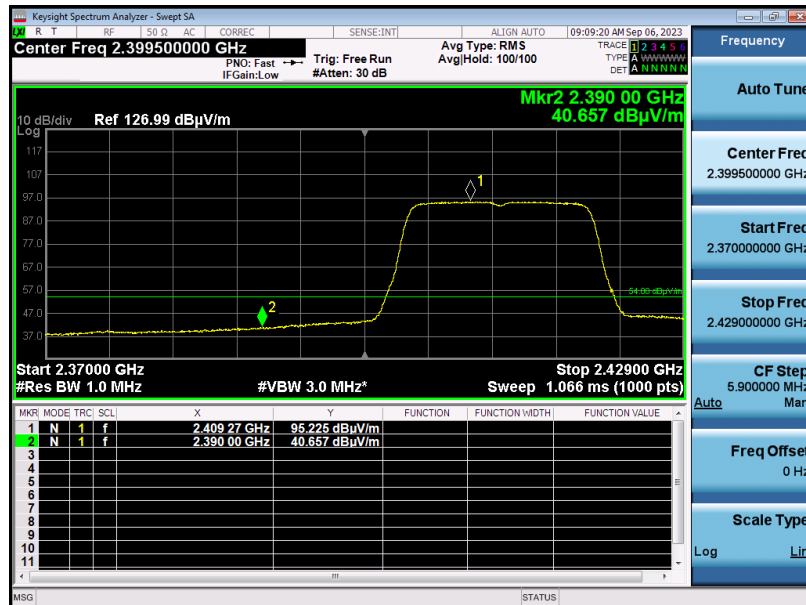 Keysight Spectrum Analyzer - Swept SA
LXI R T RF 50 Ω AC CORREC SENSE:INT ALIGN AUTO 09:09:20 AM Sep 06, 2023
Center Freq 2.399500000 GHz
PNO: Fast
IFGain:Low
Trig: Free Run
#Atten: 30 dB
Avg Type: RMS
Avg|Hold: 100/100
TRACE 1 2 3 4 5 6
TYPE A WWWWW
DET A N N N N N
Mkr2 2.390 00 GHz
40.657 dBµV/m
10 dB/div Ref 126.99 dBµV/m
Log
117
107
97.0
87.0
77.0
67.0
57.0
47.0
37.0
1
2
54.00 dBµV/m
Start 2.37000 GHz Stop 2.42900 GHz
#Res BW 1.0 MHz #VBW 3.0 MHz* Sweep 1.066 ms (1000 pts)
MKR MODE TRC SCL X Y FUNCTION FUNCTION WIDTH FUNCTION VALUE
1 N 1 f 2.409 27 GHz 95.225 dBµV/m
2 N 1 f 2.390 00 GHz 40.657 dBµV/m
3
4
5
6
7
8
9
10
11
MSG STATUS
Frequency
Auto Tune
Center Freq
2.399500000 GHz
Start Freq
2.370000000 GHz
Stop Freq
2.429000000 GHz
CF Step
5.900000 MHz
Auto Man
Freq Offset
0 Hz
Scale Type
Log Lin